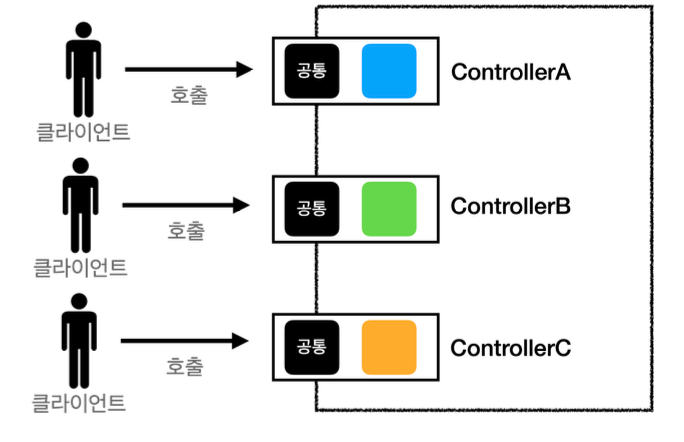 공통
ControllerA
호출
클라이언트
공통
ControllerB
호출
클라이언트
공통
ControllerC
호출
클라이언트